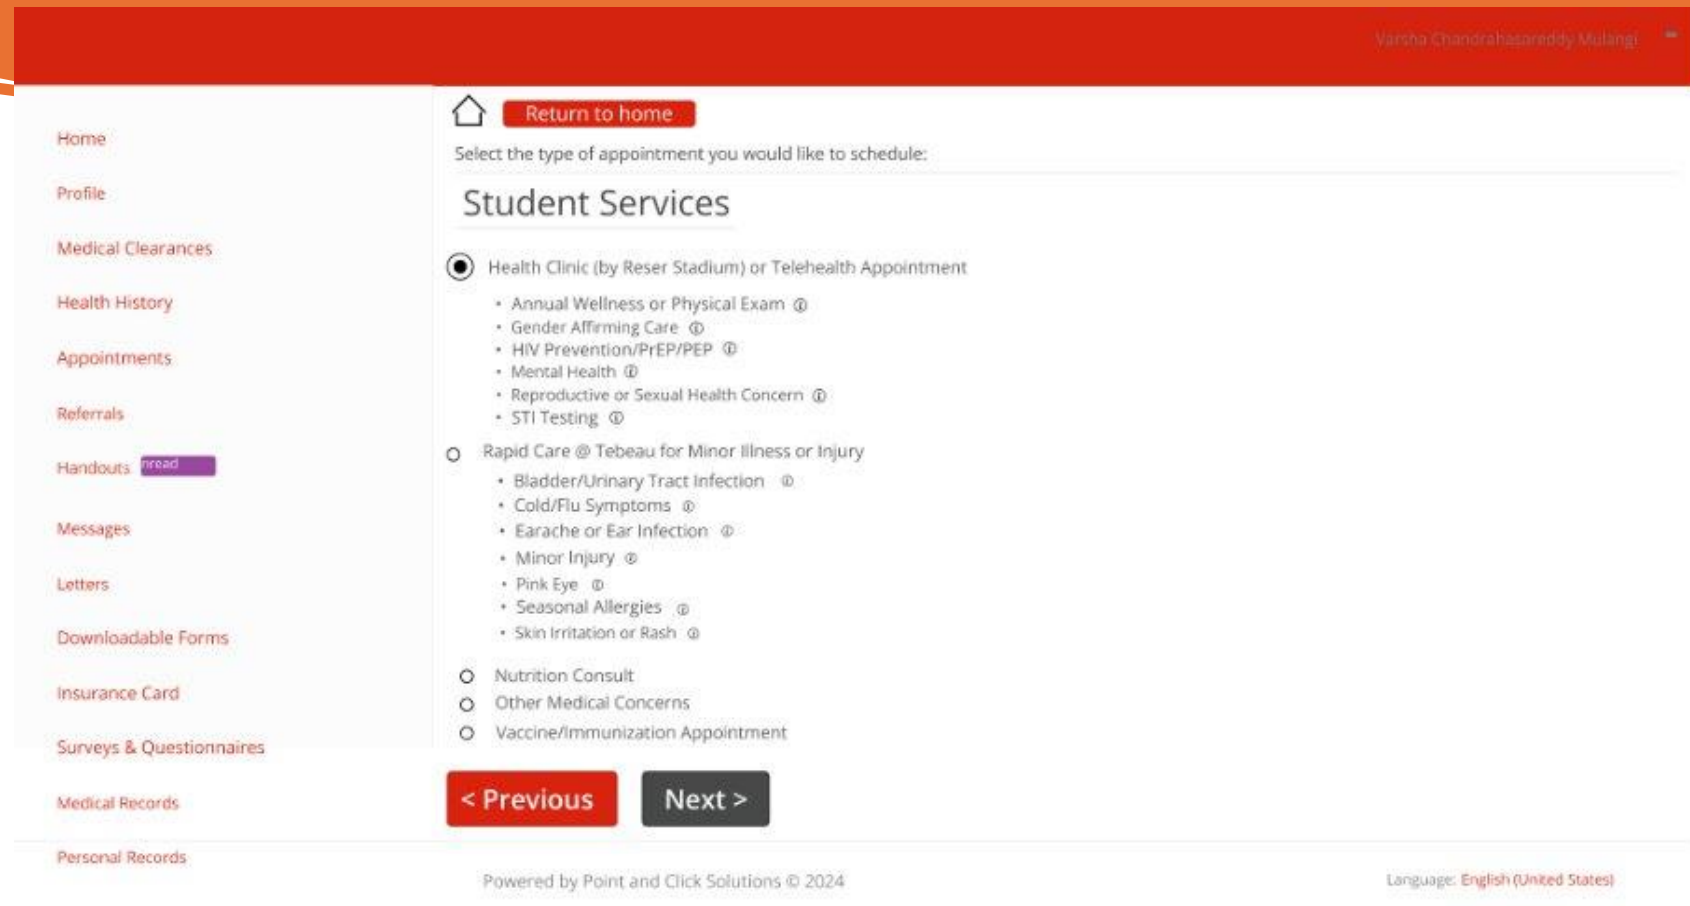 Varsha Chandrahasareddy Mulangi
Home
Profile
Medical Clearances
Health History
Appointments
Referrals
Handouts nread
Messages
Letters
Downloadable Forms
Insurance Card
Surveys & Questionnaires
Medical Records
Personal Records
Return to home
Select the type of appointment you would like to schedule:
Student Services
Health Clinic (by Reser Stadium) or Telehealth Appointment
• Annual Wellness or Physical Exam
• Gender Affirming Care
• HIV Prevention/PrEP/PEP
• Mental Health
• Reproductive or Sexual Health Concern
• STI Testing
Rapid Care @ Tebeau for Minor Illness or Injury
• Bladder/Urinary Tract Infection
• Cold/Flu Symptoms
• Earache or Ear Infection
• Minor Injury
• Pink Eye
• Seasonal Allergies
• Skin Irritation or Rash
Nutrition Consult
Other Medical Concerns
Vaccine/Immunization Appointment
< Previous
Next >
Powered by Point and Click Solutions © 2024
Language: English (United States)